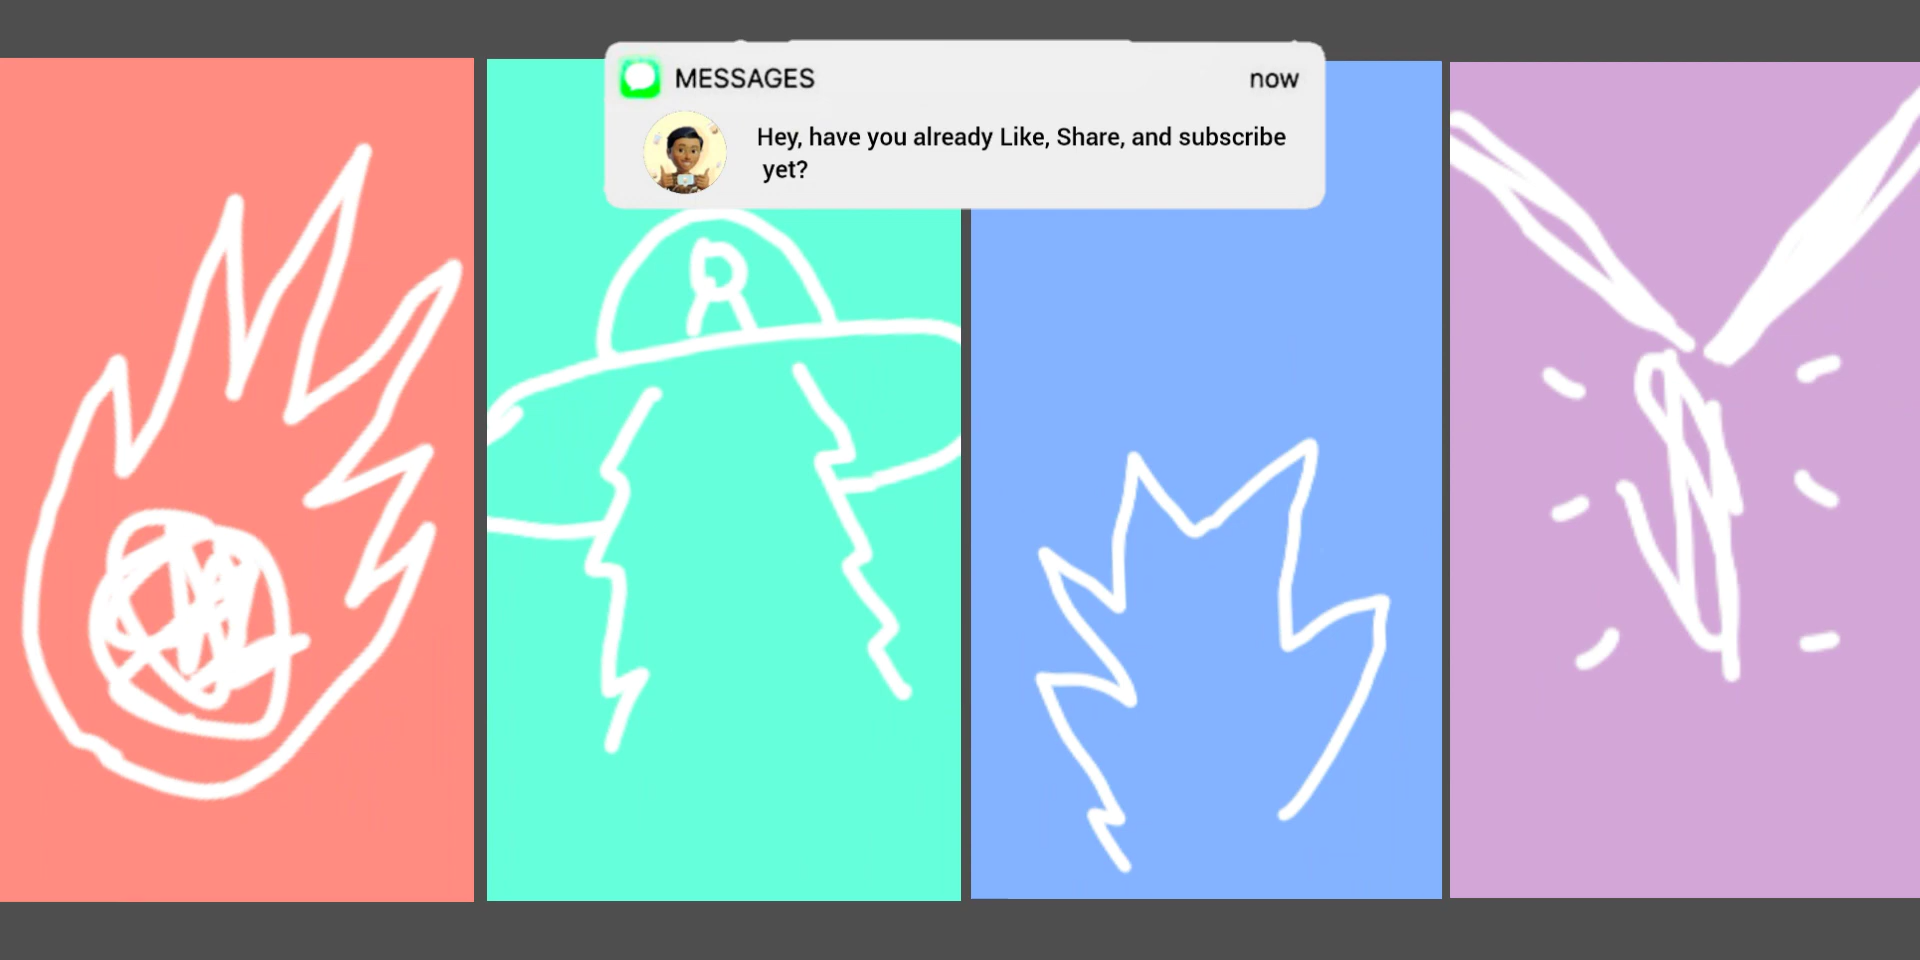 MESSAGES
now
Hey, have you already Like, Share, and subscribe
yet?
R